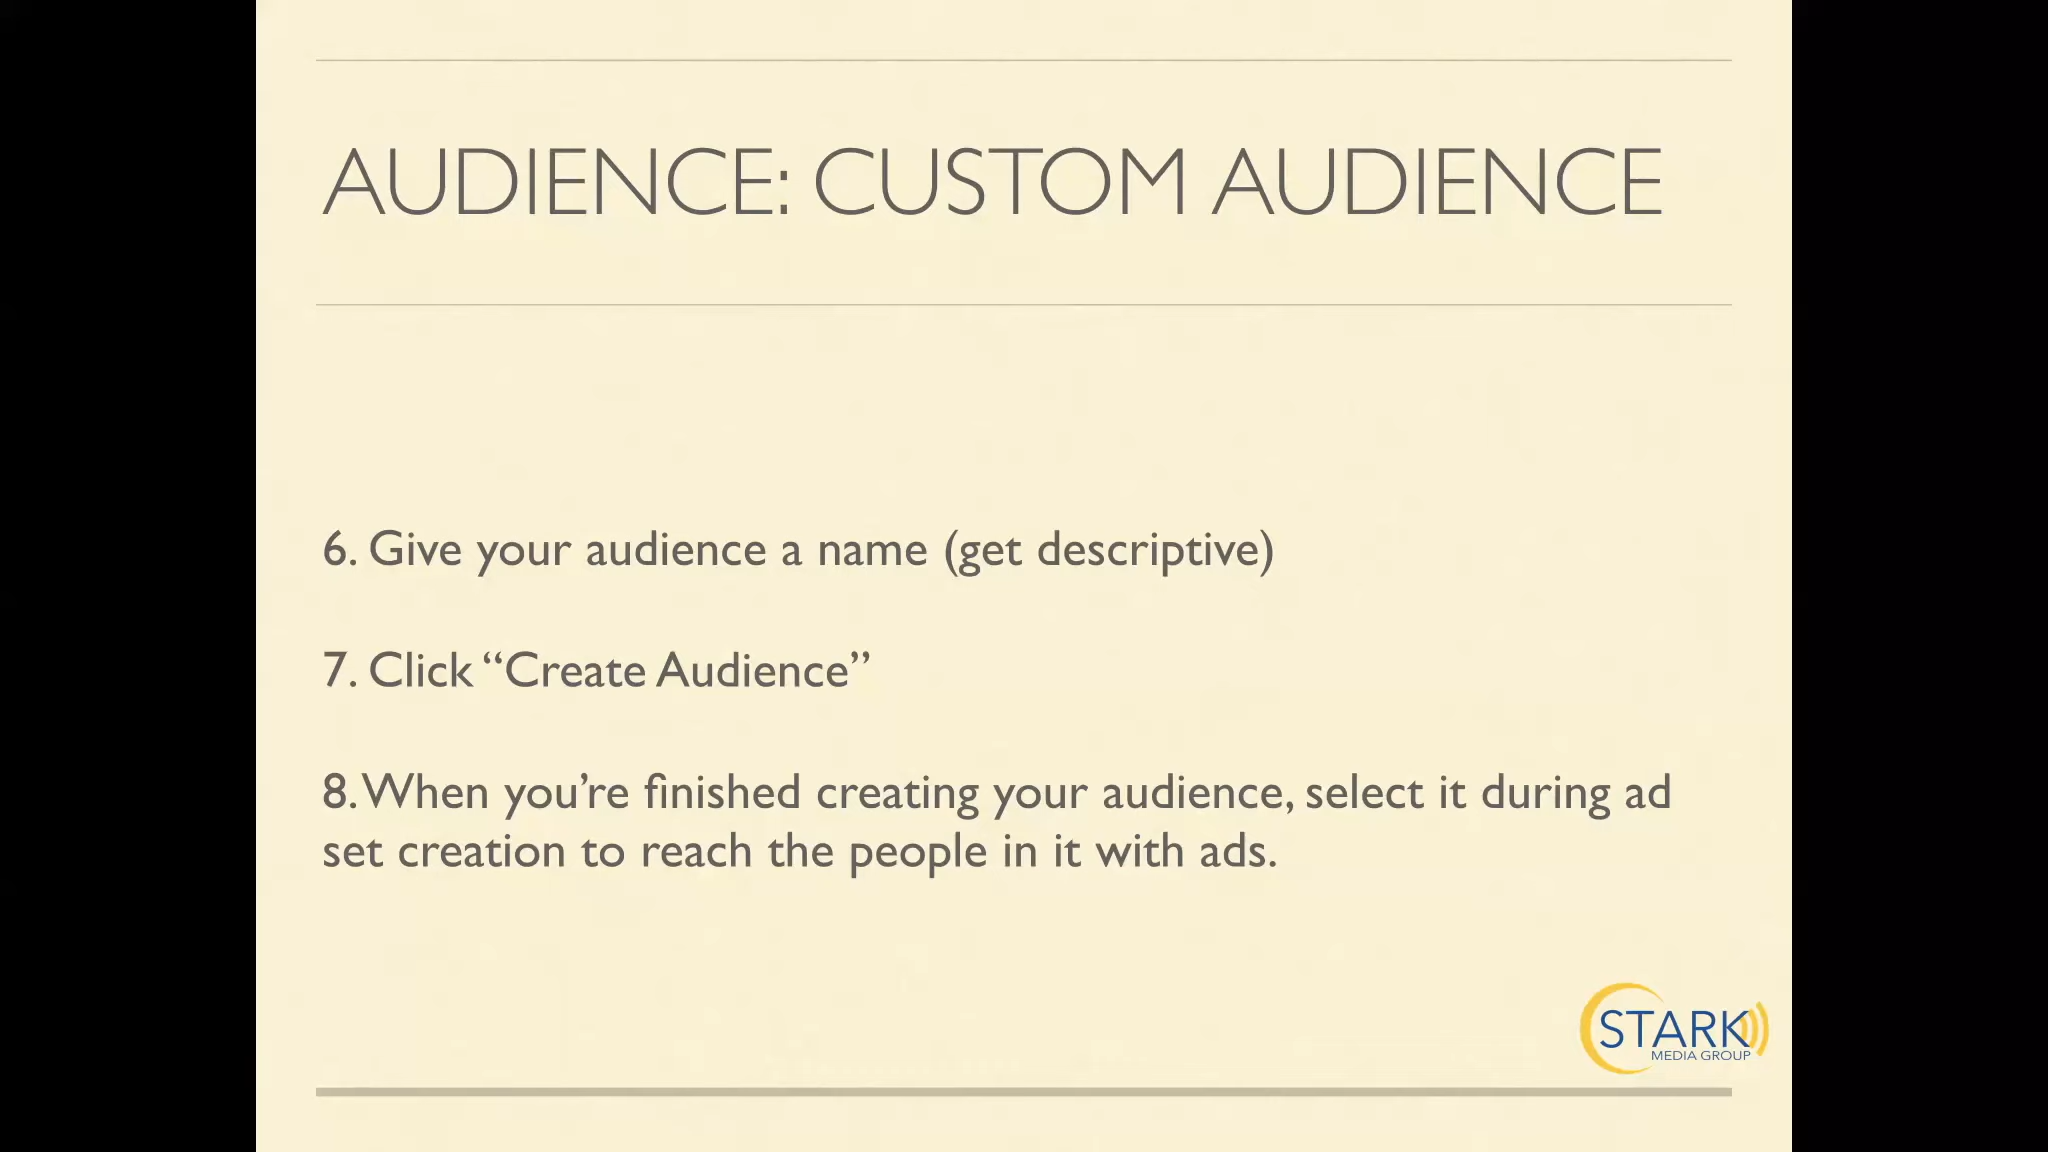 AUDIENCE: CUSTOM AUDIENCE
6. Give your audience a name (get descriptive)
7. Click “Create Audience”
8. When you’re finished creating your audience, select it during ad
set creation to reach the people in it with ads.
STARK
MEDIA GROUP